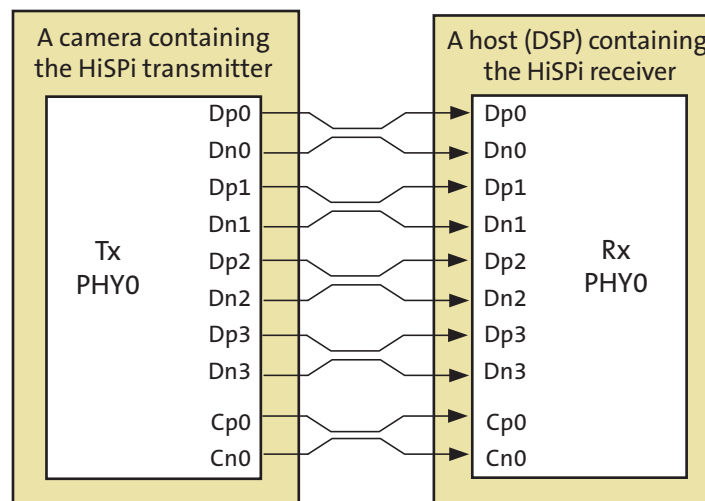 A camera containing
the HiSPi transmitter
Dp0
Dn0
Dp1
Dn1
Dp2
Dn2
Dp3
Dn3
Cp0
Cn0
Tx
PHY0
A host (DSP) containing
the HiSPi receiver
Dp0
Dn0
Dp1
Dn1
Dp2
Dn2
Dp3
Dn3
Cp0
Cn0
Rx
PHY0